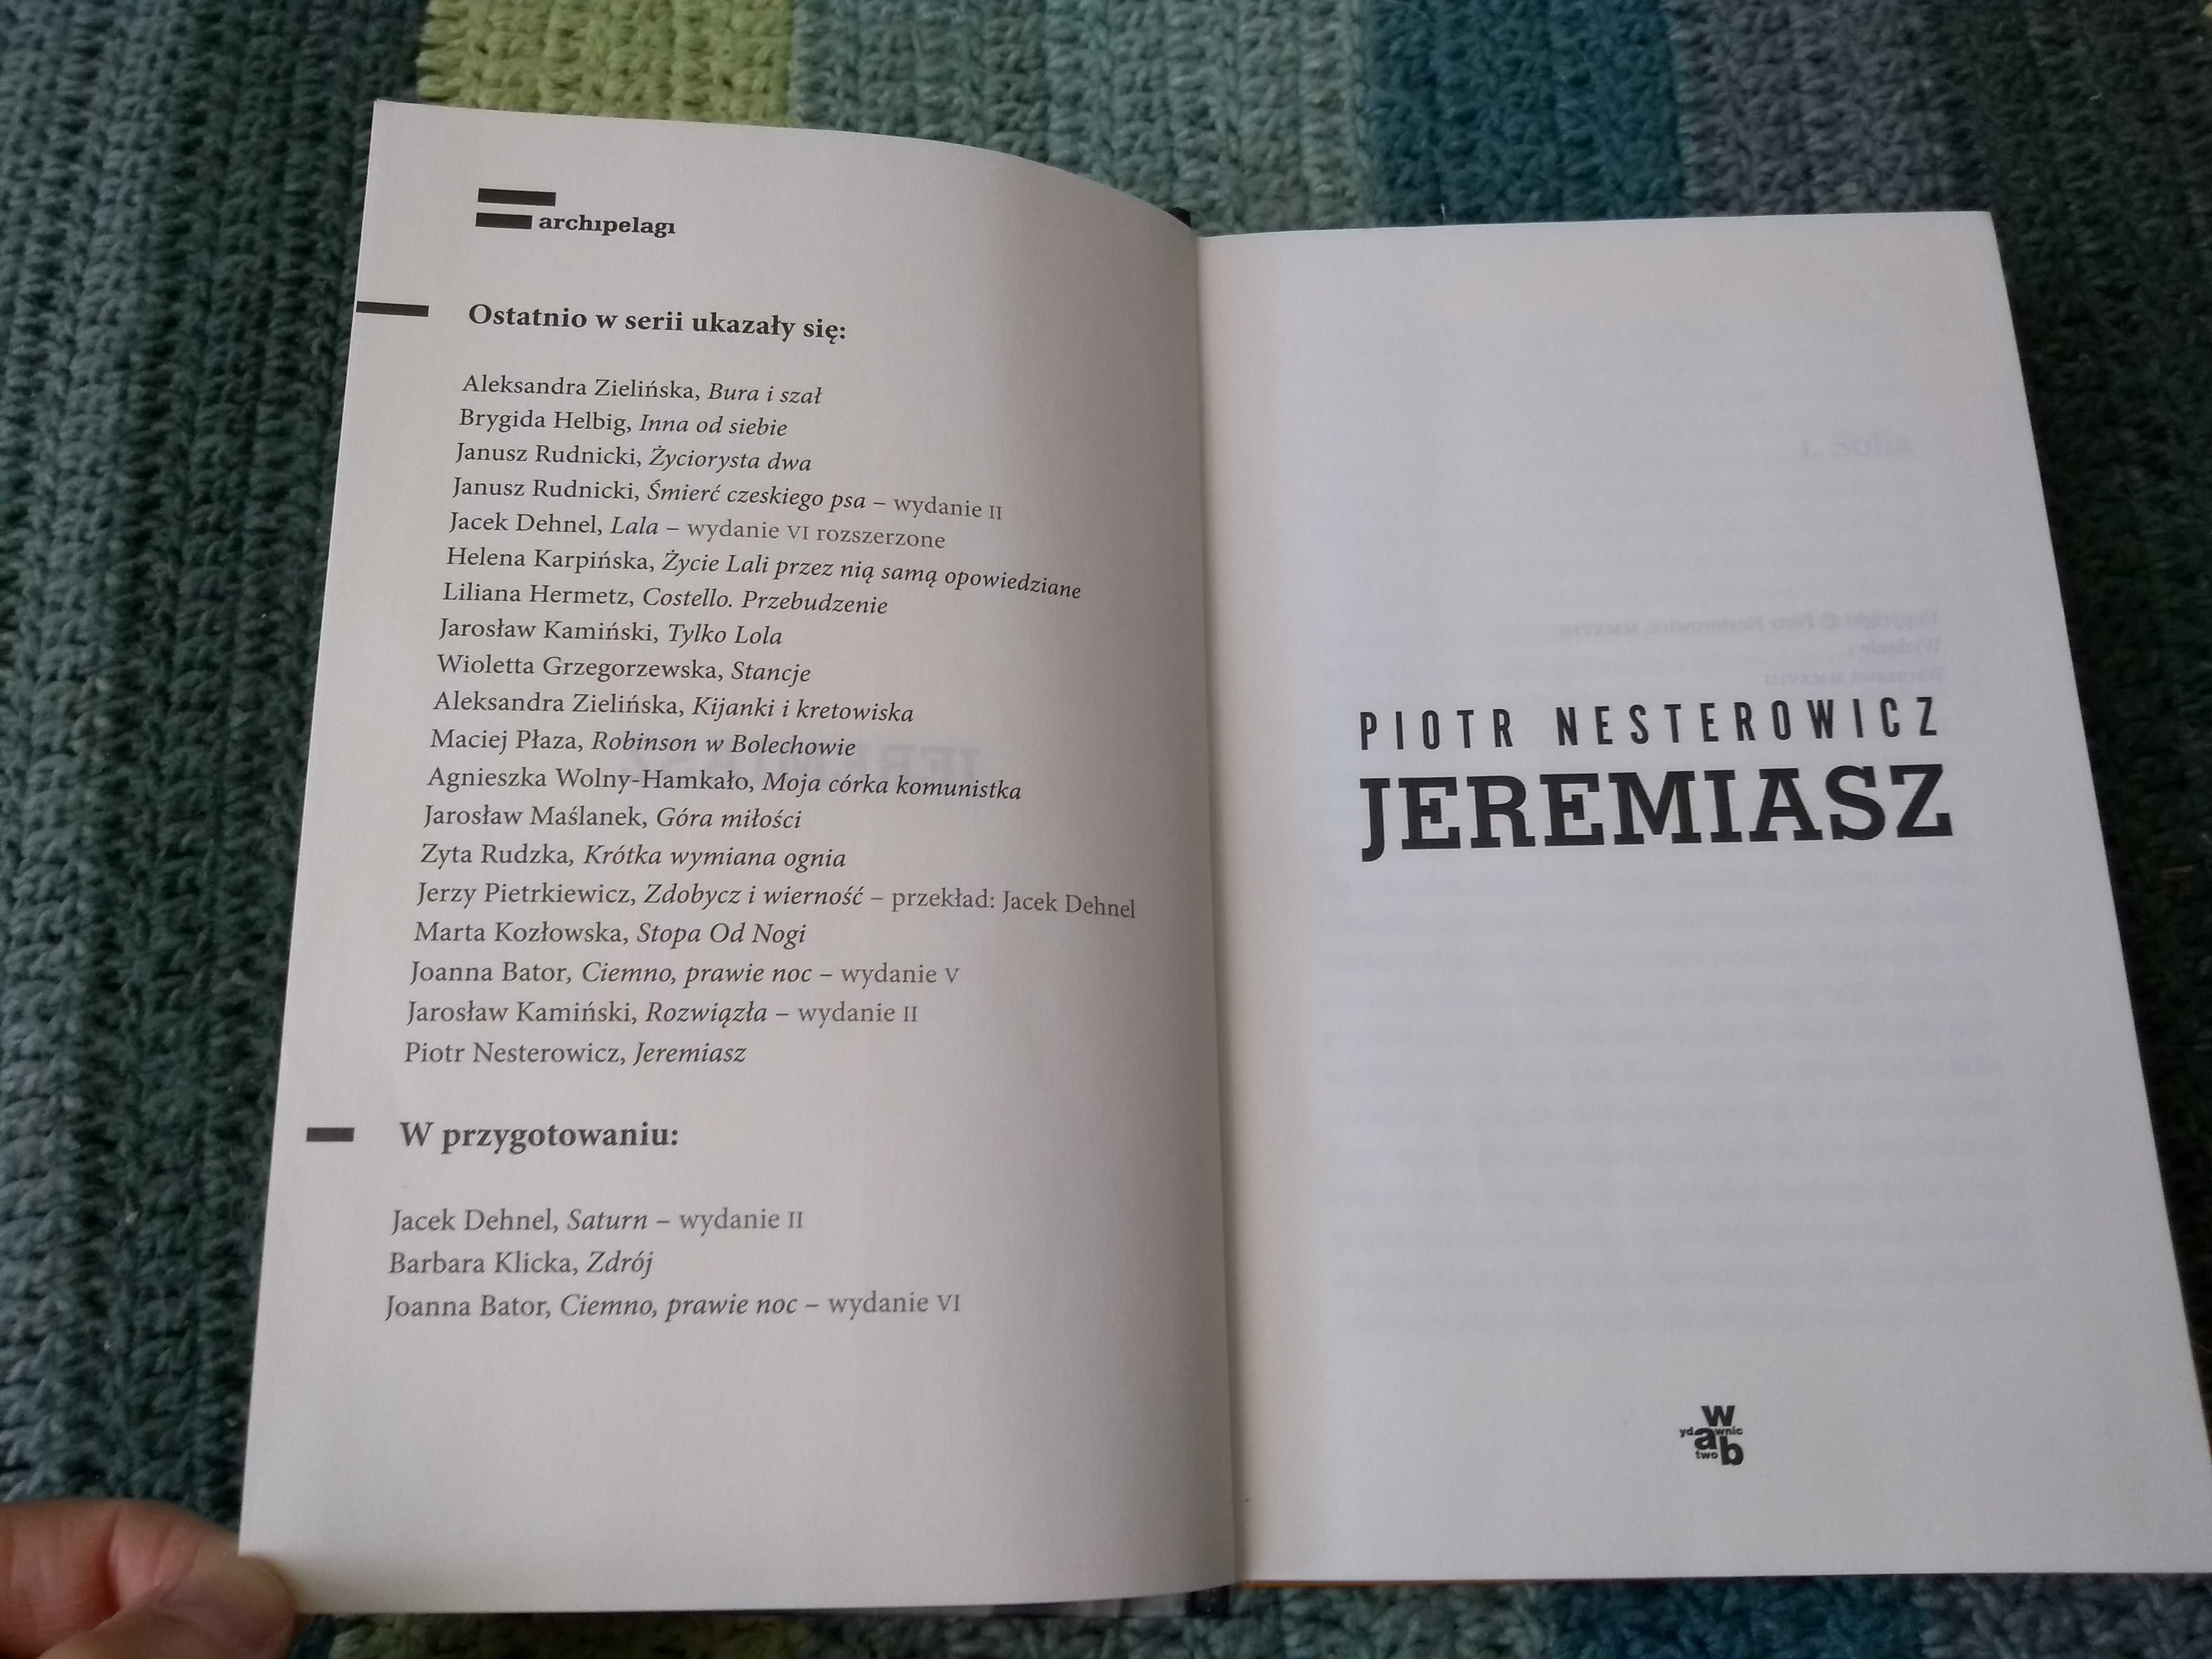 archipelagi
Ostatnio w serii ukazały się:
Aleksandra Zielińska, Bura i szał
Brygida Helbig, Inna od siebie
Janusz Rudnicki, Życiorysta dwa
Janusz Rudnicki, Śmierć czeskiego psa – wydanie II
Jacek Dehnel, Lala – wydanie VI rozszerzone
Helena Karpińska, Życie Lali przez nią samą opowiedziane
Liliana Hermetz, Costello. Przebudzenie
Jarosław Kamiński, Tylko Lola
Wioletta Grzegorzewska, Stancje
Aleksandra Zielińska, Kijanki i kretowiska
Maciej Płaza, Robinson w Bolechowie
Agnieszka Wolny-Hamkało, Moja córka komunistka
Jarosław Maślanek, Góra miłości
Zyta Rudzka, Krótka wymiana ognia
Jerzy Pietrkiewicz, Zdobycz i wierność – przekład: Jacek Dehnel
Marta Kozłowska, Stopa Od Nogi
Joanna Bator, Ciemno, prawie noc – wydanie V
Jarosław Kamiński, Rozwiązła – wydanie II
Piotr Nesterowicz, Jeremiasz
W przygotowaniu:
Jacek Dehnel, Saturn – wydanie II
Barbara Klicka, Zdrój
Joanna Bator, Ciemno, prawie noc – wydanie VI
PIOTR NESTEROWICZ
JEREMIASZ
w
yd a wnic
two b